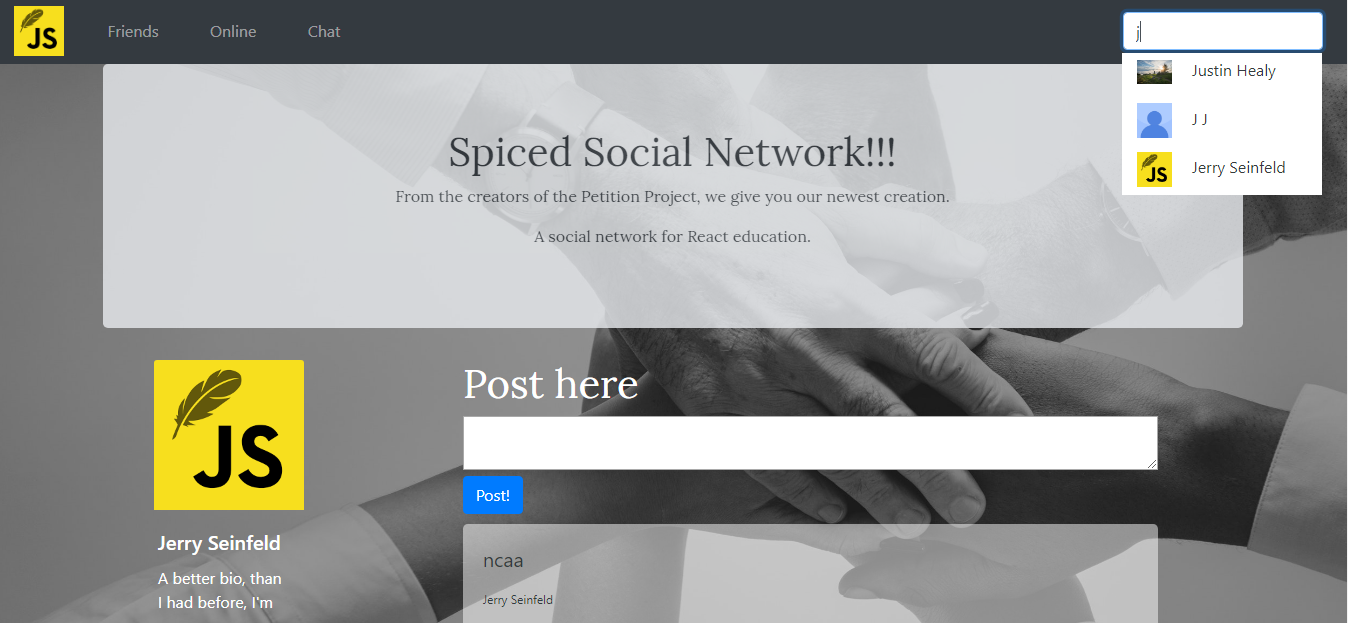 JS
Friends
Online
Chat
j
Justin Healy
J J
JS
Jerry Seinfeld
Spiced Social Network!!!
From the creators of the Petition Project, we give you our newest creation.
A social network for React education.
JS
Jerry Seinfeld
A better bio, than
I had before, I'm
Post here
Post!
ncaa
Jerry Seinfeld